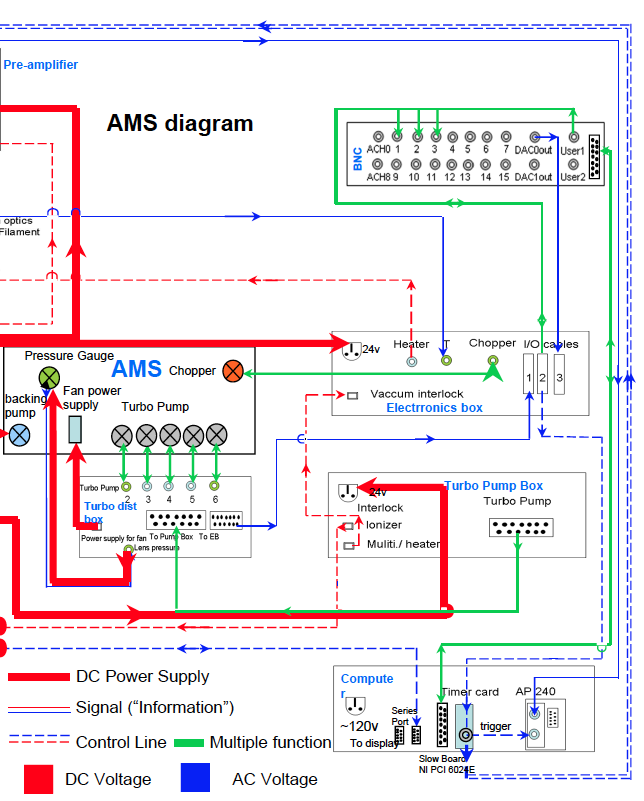 Pre-amplifier
AMS diagram
BNC
ACH0 1 2 3 4 5 6 7 DAC0out User1
ACH8 9 10 11 12 13 14 15 DAC1out User2
optics
Filament
24v
Heater
T
Chopper
I/O cables
1 2 3
Vaccum interlock
Electrronics box
Pressure Gauge
AMS
Chopper
backing
pump
Fan power
supply
Turbo Pump
Turbo Pump
2 3 4 5 6
Turbo dist
box
Power supply for fan
To Pump Box
To EB
Lens pressure
24v
Turbo Pump Box
Turbo Pump
Interlock
Ionizer
Muliti./ heater
Compute
r
~120v
Series
Port
To display
Timer card
AP 240
trigger
Slow Board
NI PCI 6024E
DC Power Supply
Signal (“Information”)
Control Line
Multiple function
DC Voltage
AC Voltage